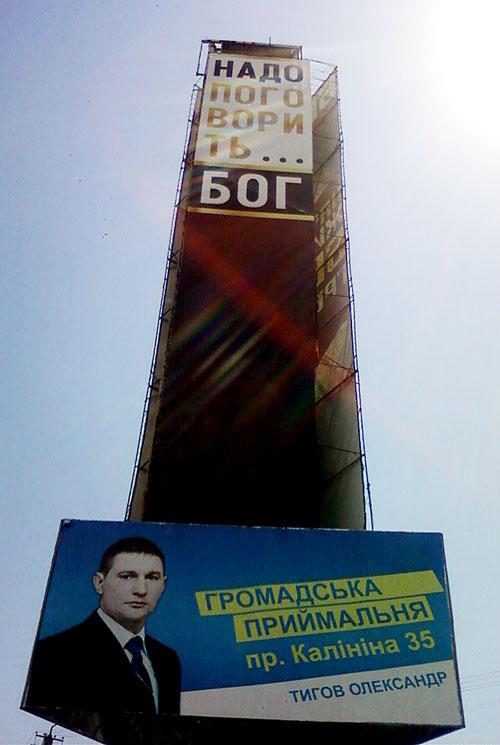 НАДО
ПОГО
ВОРИ
ТЬ...
БОГ
ГРОМАДСЬКА
ПРИЙМАЛЬНЯ
пр. Калініна 35
ТИГОВ ОЛЕКСАНДР